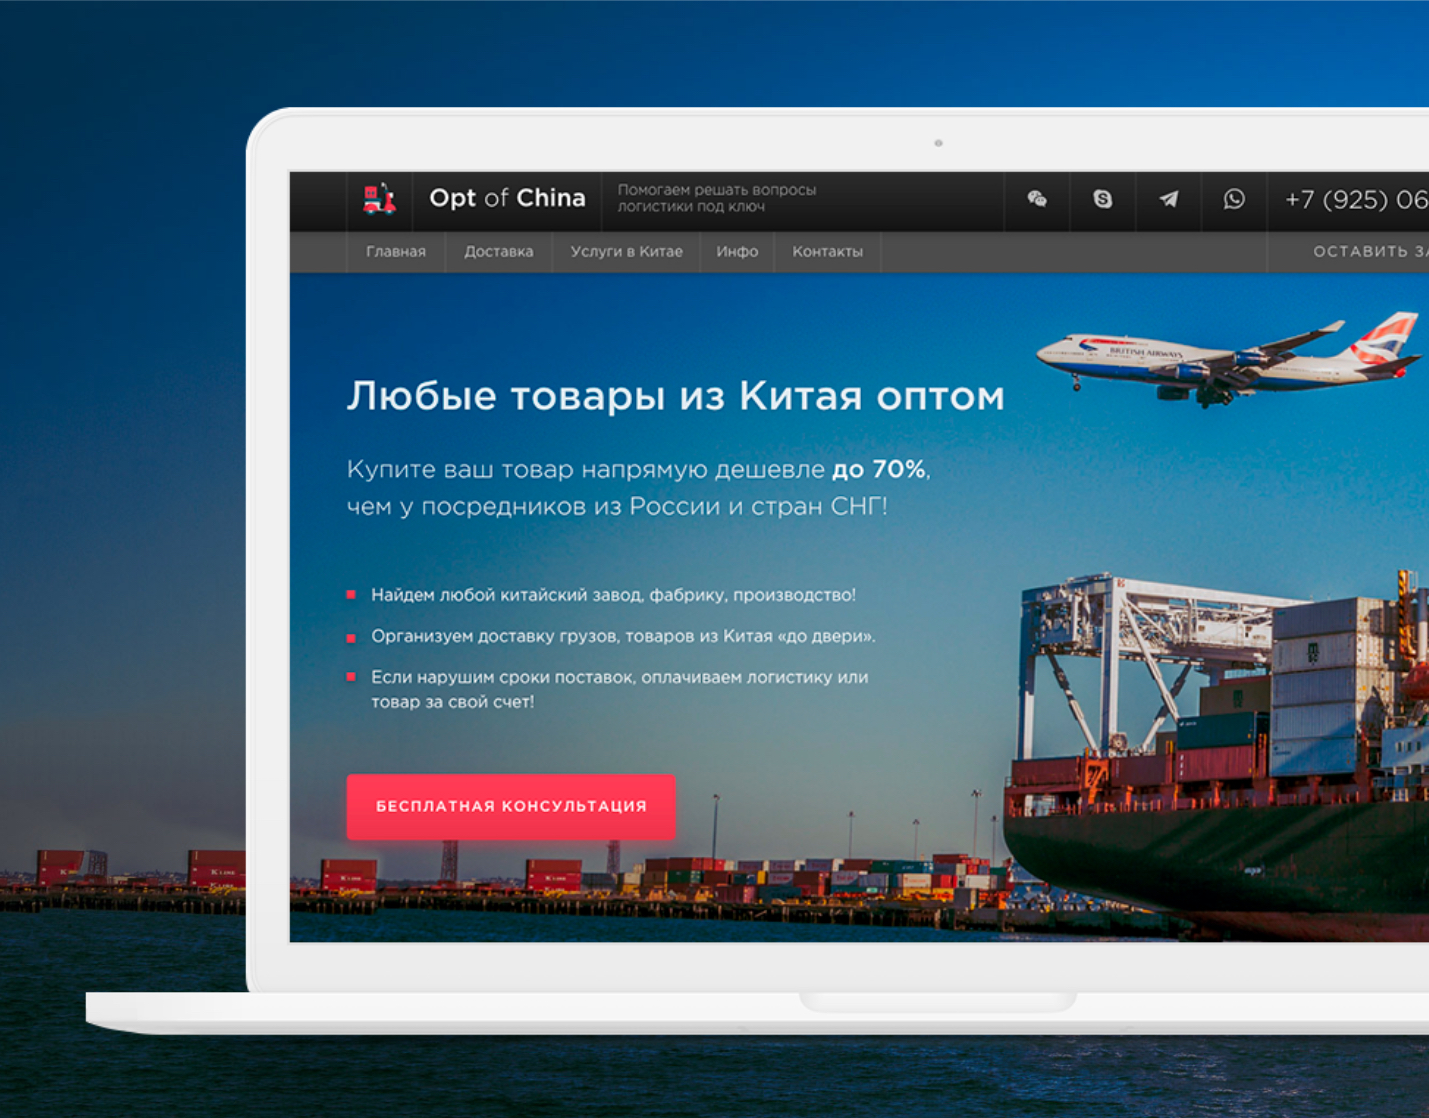 Opt of China
Помогаем решать вопросы
логистики под ключ
+7 (925) 06
Главная
Доставка
Услуги в Китае
Инфо
Контакты
ОСТАВИТЬ ЗА
BRITISH AIRWAYS
Любые товары из Китая оптом
Купите ваш товар напрямую дешевле до 70%,
чем у посредников из России и стран СНГ!
Найдем любой китайский завод, фабрику, производство!
Организуем доставку грузов, товаров из Китая «до двери».
Если нарушим сроки поставок, оплачиваем логистику или
товар за свой счет!
БЕСПЛАТНАЯ КОНСУЛЬТАЦИЯ